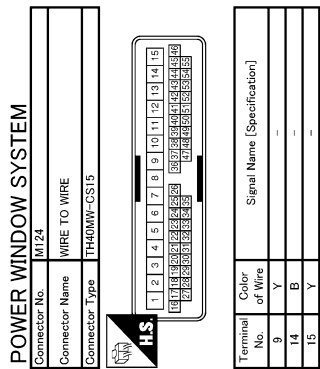 POWER WINDOW SYSTEM
Connector No. M124
Connector Name WIRE TO WIRE
Connector Type TH40MW-CS15
H.S.
1 2 3 4 5 6 7 8 9 10 11 12 13 14 15
16 17 18 19 20 21 22 23 24 25 26 36 37 38 39 40 41 42 43 44 45 46
27 28 29 30 31 32 33 34 35 47 48 49 50 51 52 53 54 55
Terminal No. Color of Wire Signal Name [Specification]
9 Y -
14 B -
15 Y -